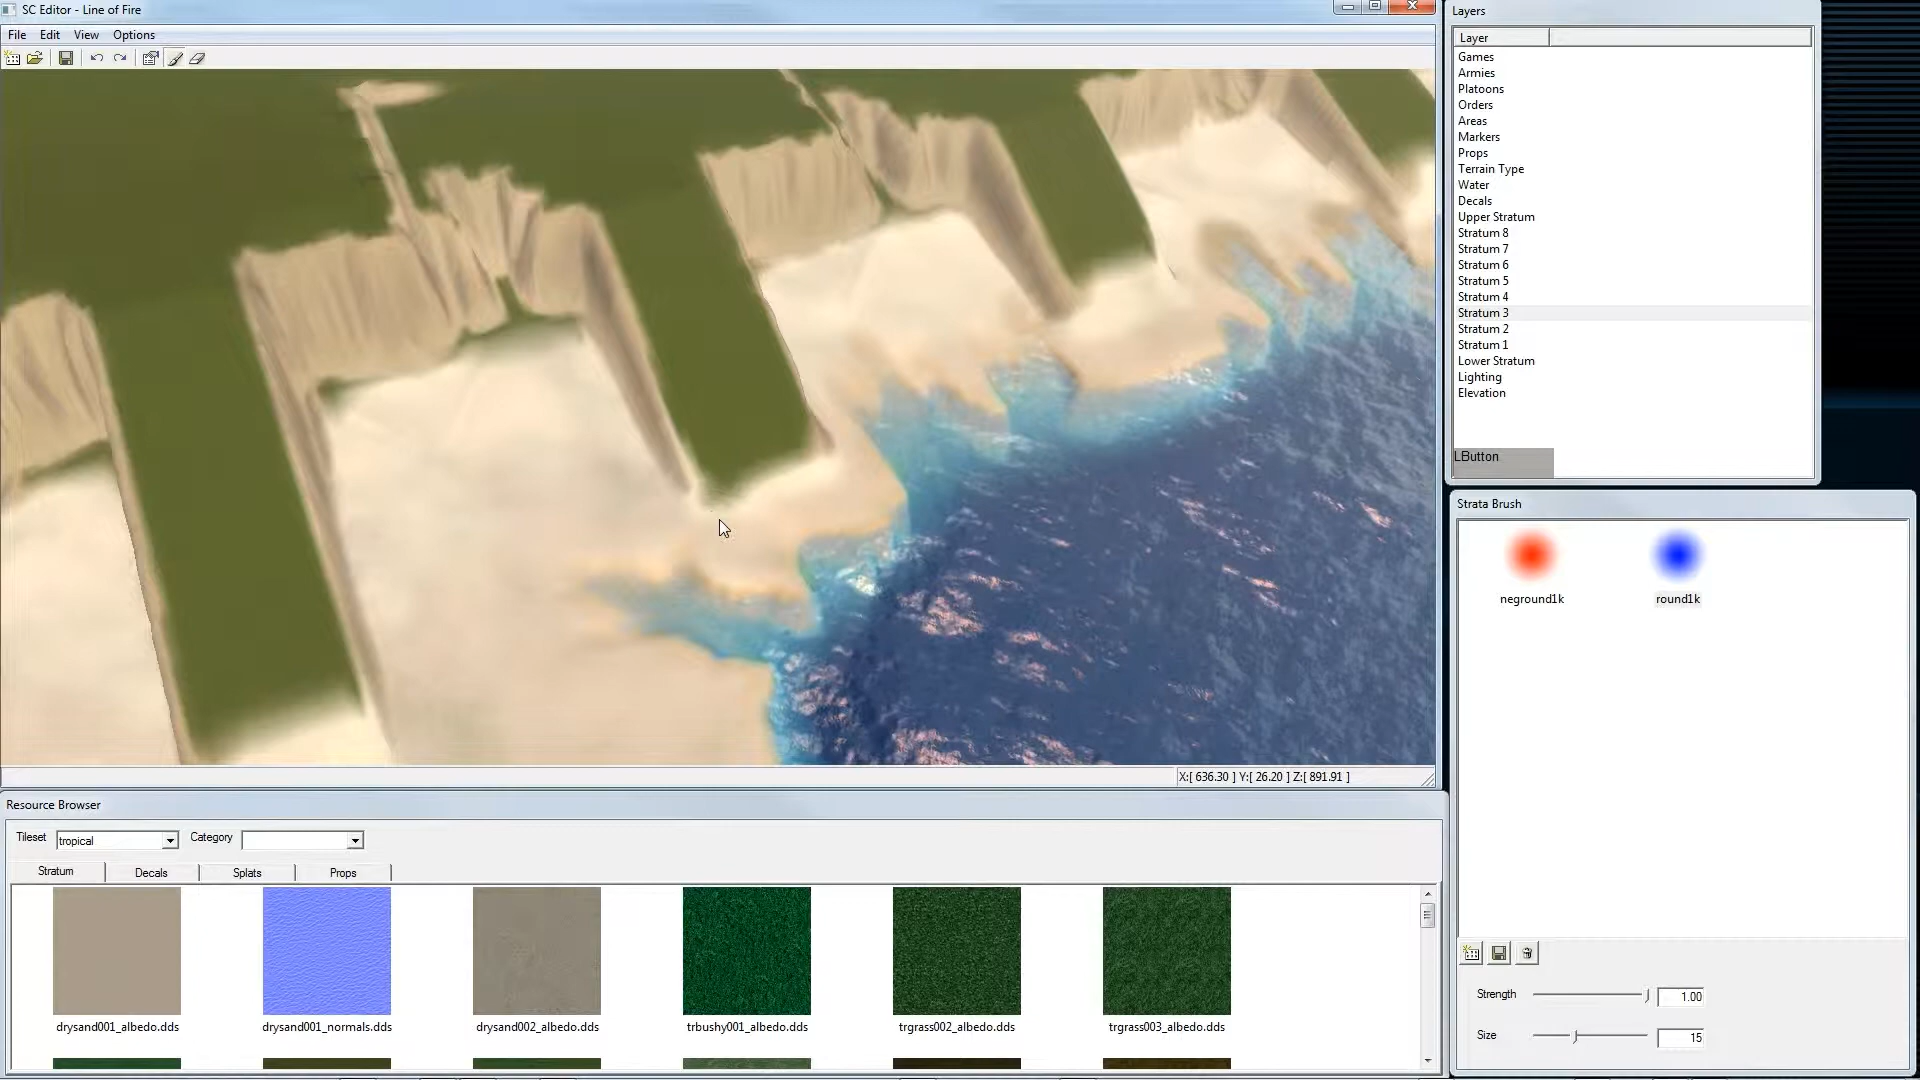 SC Editor - Line of Fire
File Edit View Options
X:[ 636.30 ] Y:[ 26.20 ] Z:[ 891.91 ]
Resource Browser
Tileset tropical Category
Stratum Decals Splats Props
drysand001_albedo.dds drysand001_normals.dds drysand002_albedo.dds trbushy001_albedo.dds trgrass002_albedo.dds trgrass003_albedo.dds
Layers
Layer
Games
Armies
Platoons
Orders
Areas
Markers
Props
Terrain Type
Water
Decals
Upper Stratum
Stratum 8
Stratum 7
Stratum 6
Stratum 5
Stratum 4
Stratum 3
Stratum 2
Stratum 1
Lower Stratum
Lighting
Elevation
LButton
Strata Brush
neground1k round1k
Strength 1.00
Size 15